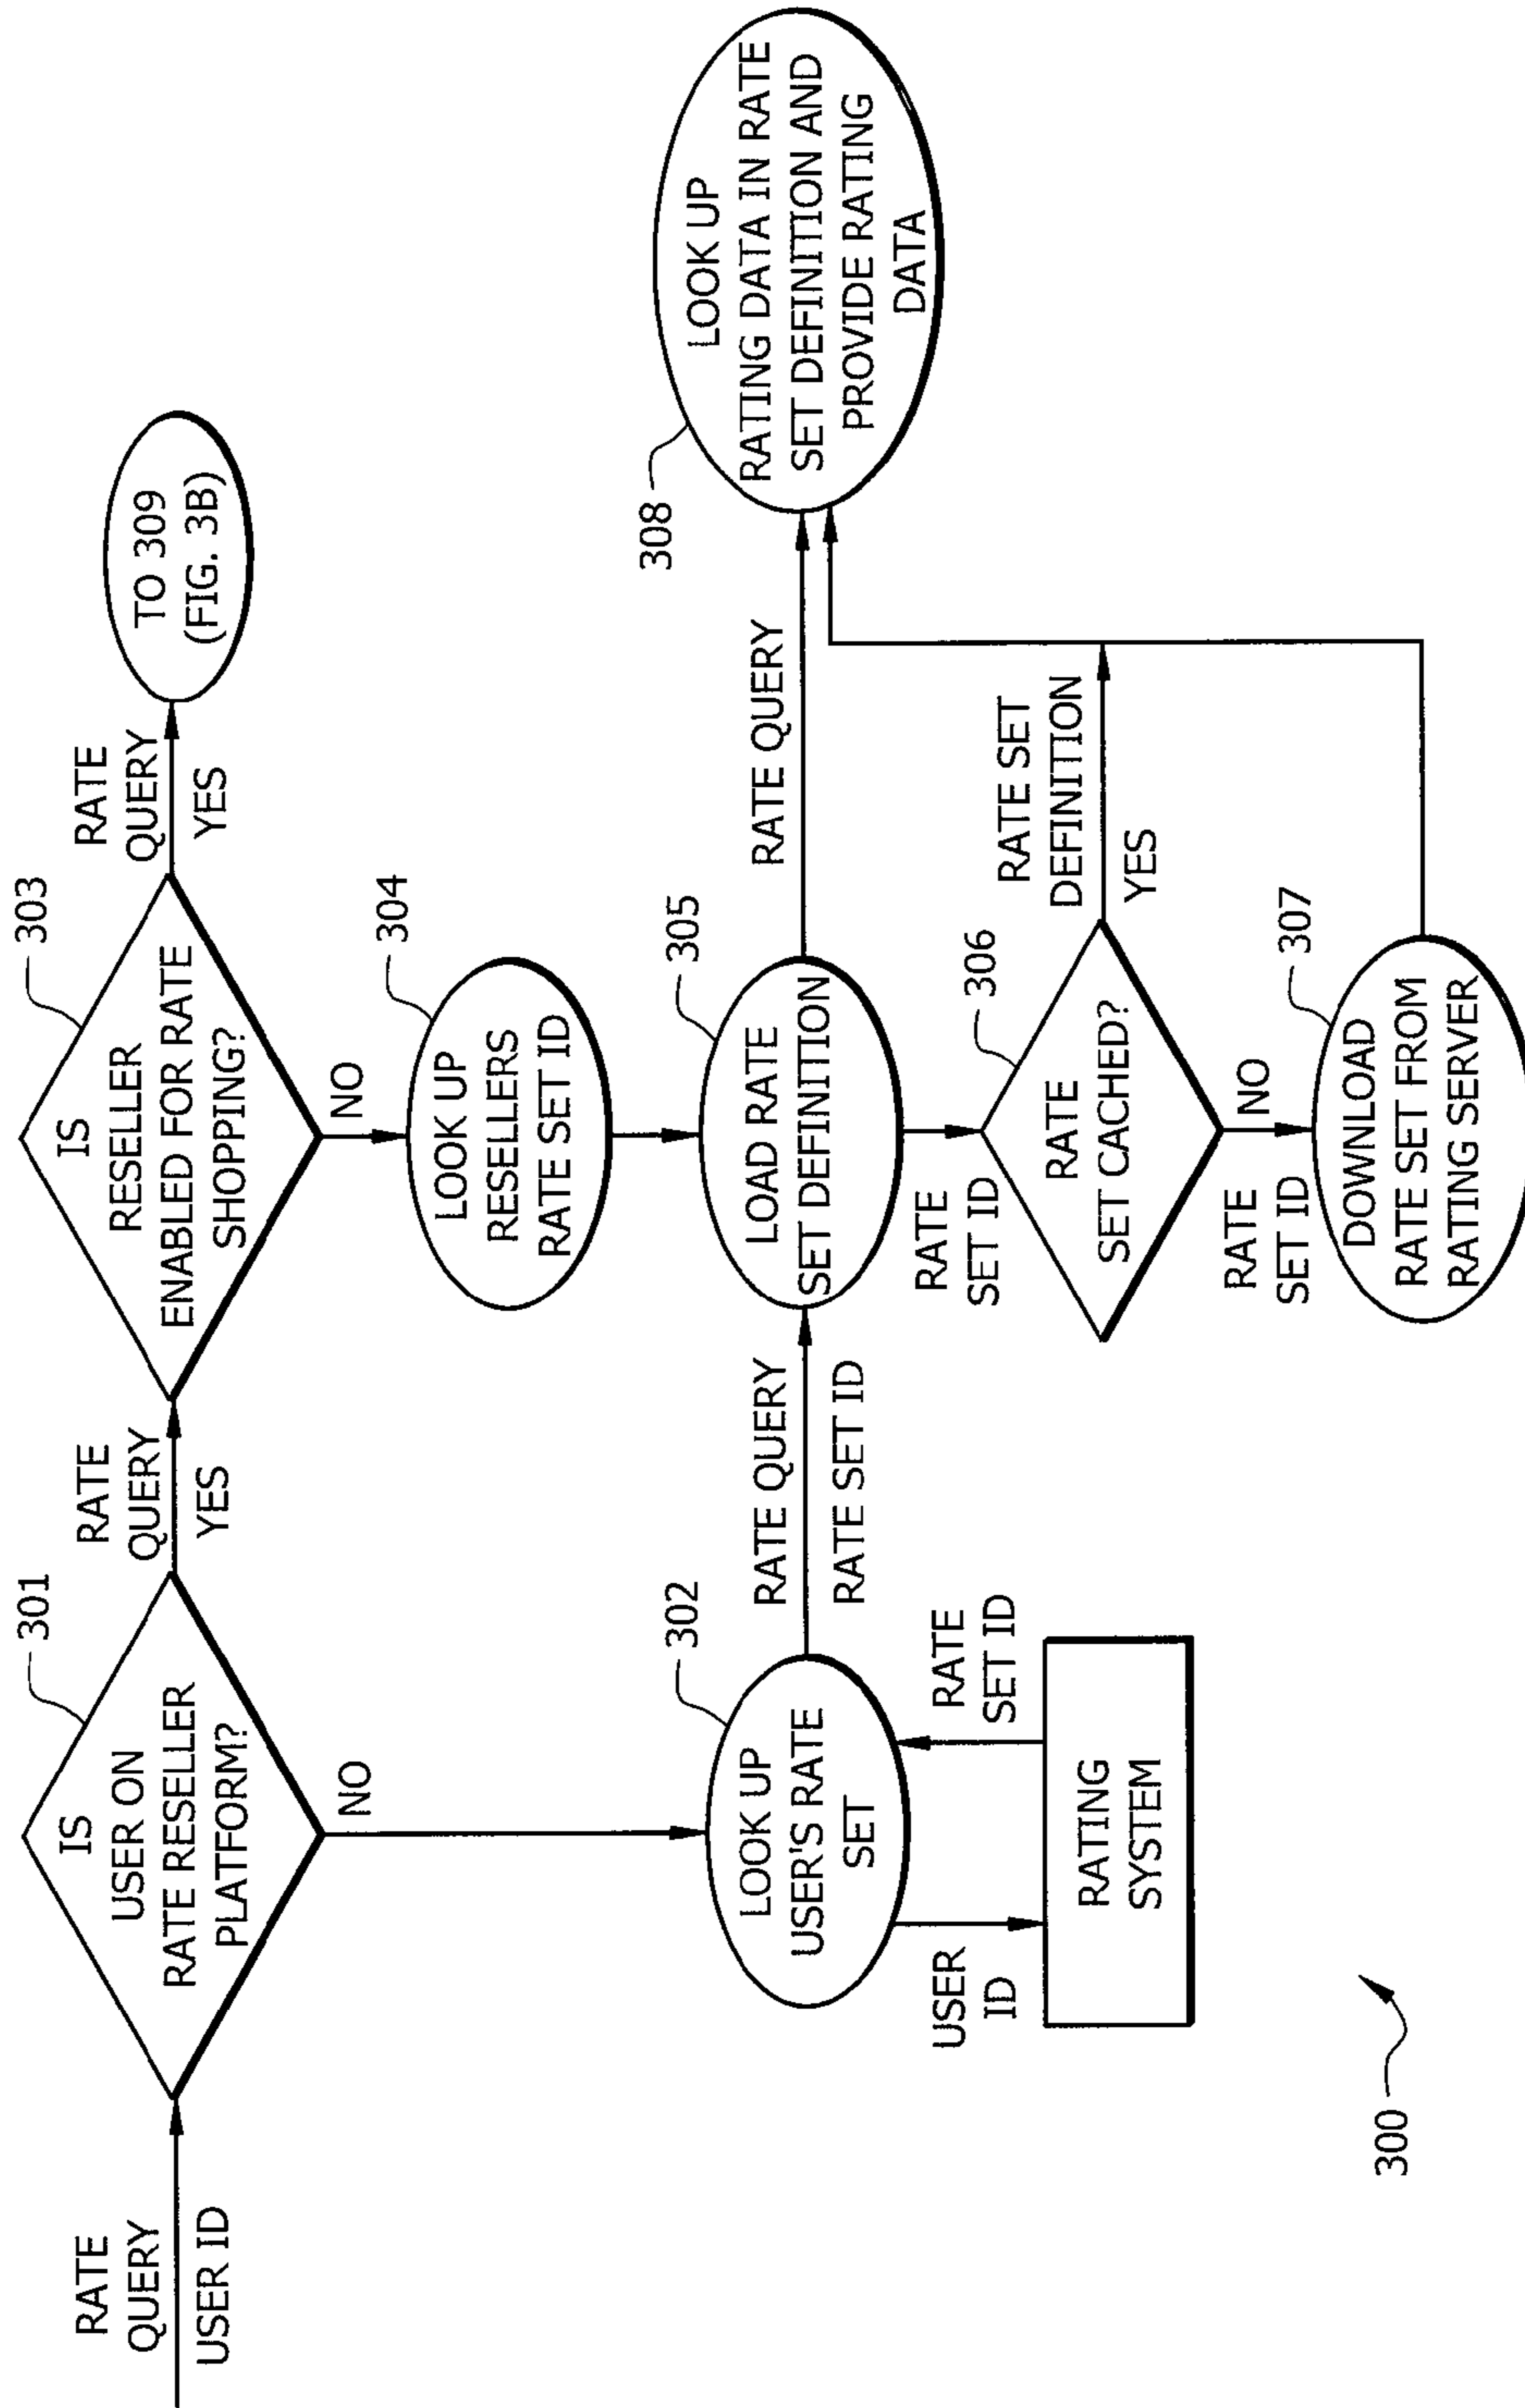 RATE
QUERY
USER ID
IS
USER ON
RATE RESELLER
PLATFORM?
301
RATE
QUERY
YES
NO
IS
RESELLER
ENABLED FOR RATE
SHOPPING?
303
RATE
QUERY
YES
NO
TO 309
(FIG. 3B)
LOOK UP
RESELLERS
RATE SET ID
304
LOOK UP
USER'S RATE
SET
302
USER
ID
RATE
SET ID
RATING
SYSTEM
RATE QUERY
RATE SET ID
LOAD RATE
SET DEFINITION
305
RATE QUERY
LOOK UP
RATING DATA IN RATE
SET DEFINITION AND
PROVIDE RATING
DATA
308
RATE
SET ID
RATE
SET CACHED?
306
RATE SET
DEFINITION
YES
RATE
SET ID
NO
DOWNLOAD
RATE SET FROM
RATING SERVER
307
300